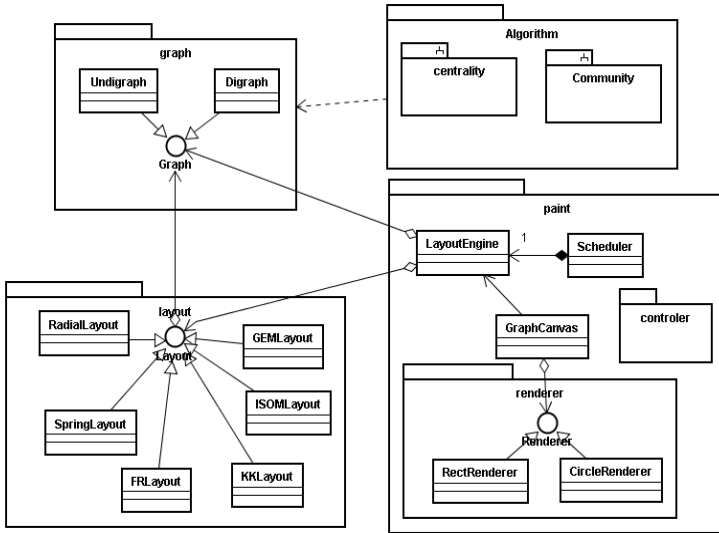 graph
Undigraph
Digraph
Graph
Algorithm
centrality
Community
paint
LayoutEngine
1
Scheduler
GraphCanvas
controler
renderer
Renderer
RectRenderer
CircleRenderer
layout
RadialLayout
Layout
GEMLayout
ISOMLayout
SpringLayout
FRLayout
KKLayout